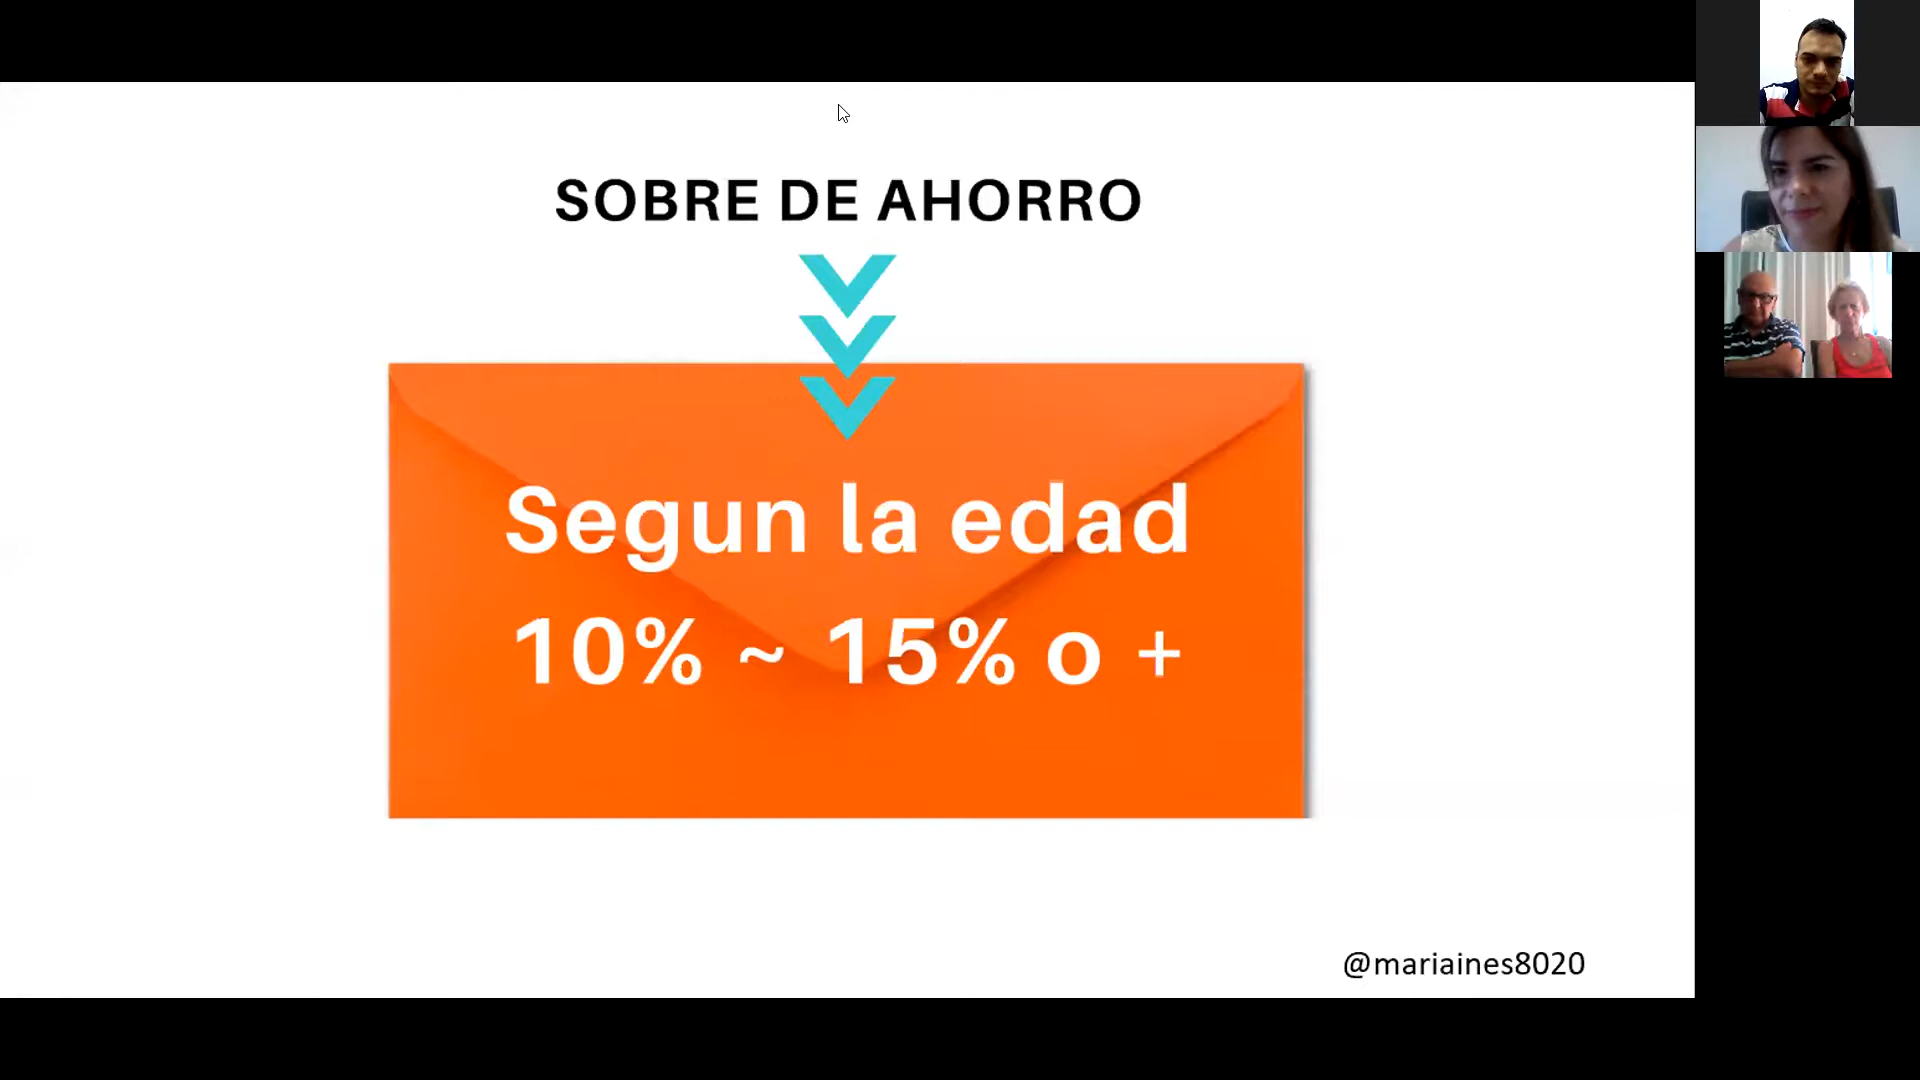 SOBRE DE AHORRO
Segun la edad
10% ~ 15% o +
@mariaines8020